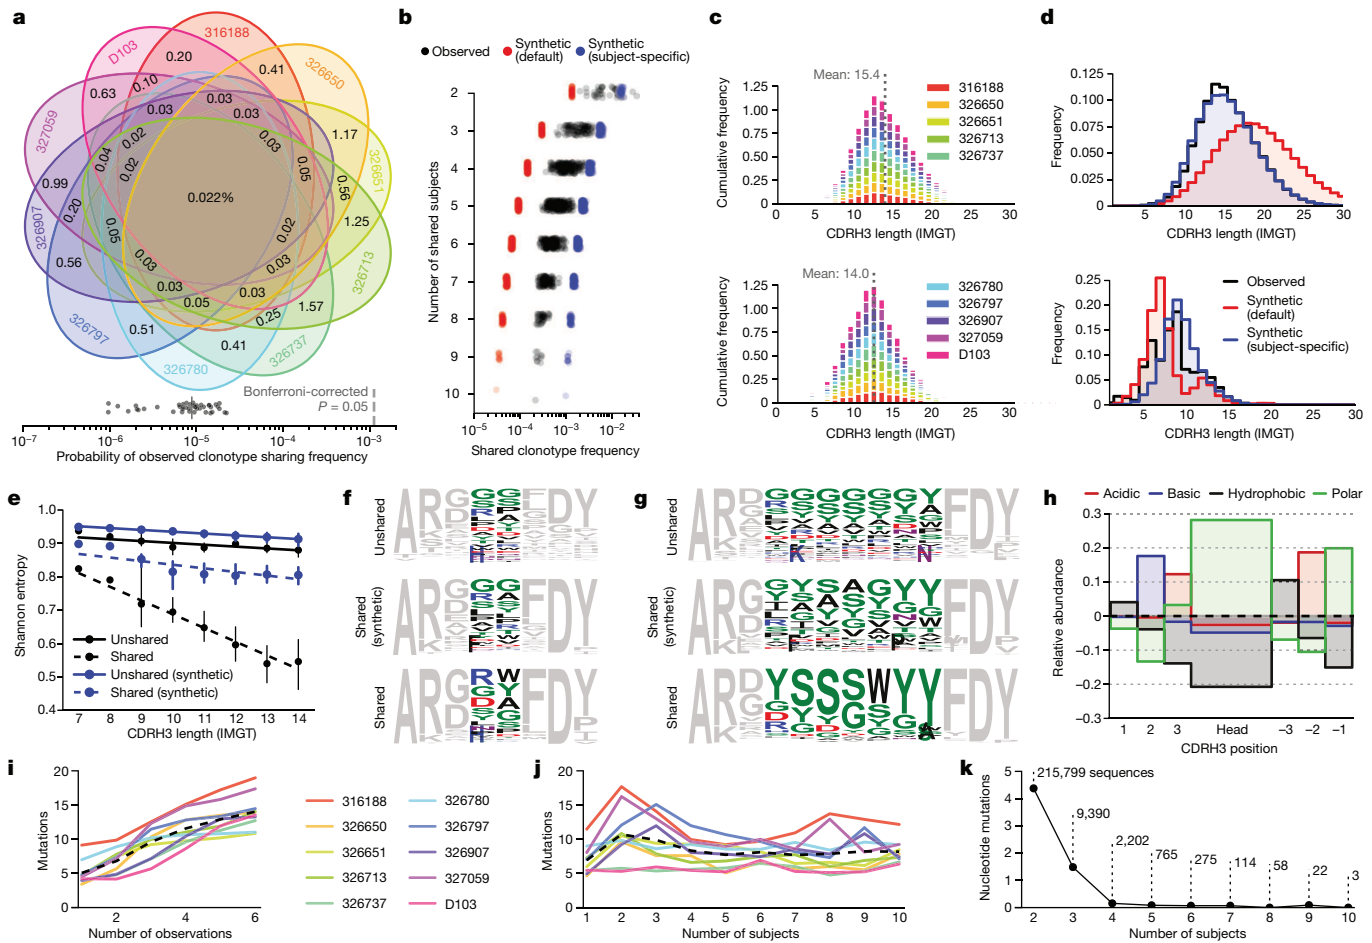 a
316188
D103
326650
326651
326713
326737
326780
326797
326907
327059
0.20
0.41
1.17
1.25
1.57
0.41
0.51
0.56
0.99
0.63
0.10
0.03
0.03
0.03
0.03
0.05
0.56
0.02
0.02
0.04
0.20
0.05
0.03
0.03
0.05
0.03
0.25
0.03
0.02
0.022%
Bonferroni-corrected
P = 0.05
10−7 10−6 10−5 10−4 10−3
Probability of observed clonotype sharing frequency
b
Observed
Synthetic (default)
Synthetic (subject-specific)
Number of shared subjects
2
3
4
5
6
7
8
9
10
10−5 10−4 10−3 10−2
Shared clonotype frequency
c
Mean: 15.4
Cumulative frequency
1.25
1.00
0.75
0.50
0.25
0
0 5 10 15 20 25 30
CDRH3 length (IMGT)
316188
326650
326651
326713
326737
Mean: 14.0
Cumulative frequency
1.25
1.00
0.75
0.50
0.25
0
0 5 10 15 20 25 30
CDRH3 length (IMGT)
326780
326797
326907
327059
D103
d
Frequency
0.125
0.100
0.075
0.050
0.025
0
5 10 15 20 25 30
CDRH3 length (IMGT)
Frequency
0.25
0.20
0.15
0.10
0.05
0
5 10 15 20 25 30
CDRH3 length (IMGT)
Observed
Synthetic (default)
Synthetic (subject-specific)
e
Shannon entropy
1.0
0.9
0.8
0.7
0.6
0.5
0.4
Unshared
Shared
Unshared (synthetic)
Shared (synthetic)
7 8 9 10 11 12 13 14
CDRH3 length (IMGT)
f
Unshared
Shared (synthetic)
Shared
g
Unshared
Shared (synthetic)
Shared
h
Acidic Basic Hydrophobic Polar
Relative abundance
0.3
0.2
0.1
0
−0.1
−0.2
−0.3
1 2 3 Head −3 −2 −1
CDRH3 position
i
Mutations
20
15
10
5
0
2 4 6
Number of observations
316188
326650
326651
326713
326737
326780
326797
326907
327059
D103
j
Mutations
20
15
10
5
0
1 2 3 4 5 6 7 8 9 10
Number of subjects
k
Nucleotide mutations
5
4
3
2
1
0
215,799 sequences
9,390
2,202
765
275
114
58
22
3
2 3 4 5 6 7 8 9 10
Number of subjects